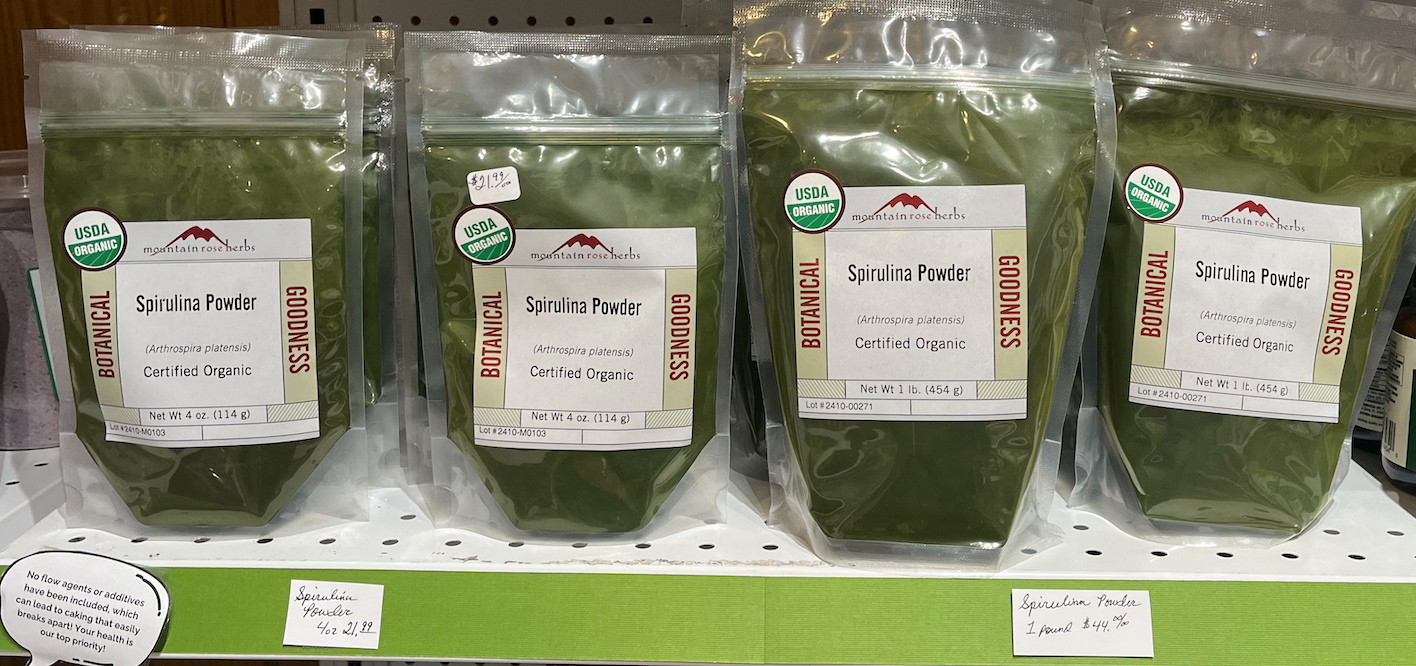 USDA
ORGANIC
mountain rose herbs
BOTANICAL
Spirulina Powder
(Arthrospira platensis)
Certified Organic
GOODNESS
Net Wt 4 oz. (114 g)
Lot #2410-M0103
$21.99/00
USDA
ORGANIC
mountain rose herbs
BOTANICAL
Spirulina Powder
(Arthrospira platensis)
Certified Organic
GOODNESS
Net Wt 4 oz. (114 g)
Lot #2410-M0103
USDA
ORGANIC
mountain rose herbs
BOTANICAL
Spirulina Powder
(Arthrospira platensis)
Certified Organic
GOODNESS
Net Wt 1 lb. (454 g)
Lot #2410-00271
USDA
ORGANIC
mountain rose herbs
BOTANICAL
Spirulina Powder
(Arthrospira platensis)
Certified Organic
GOODNESS
Net Wt 1 lb. (454 g)
Lot #2410-00271
No flow agents or additives
have been included, which
can lead to caking that easily
breaks apart! Your health is
our top priority!
Spirulina
Powder
4oz 21.99
Spirulina Powder
1 pound $44.00/00